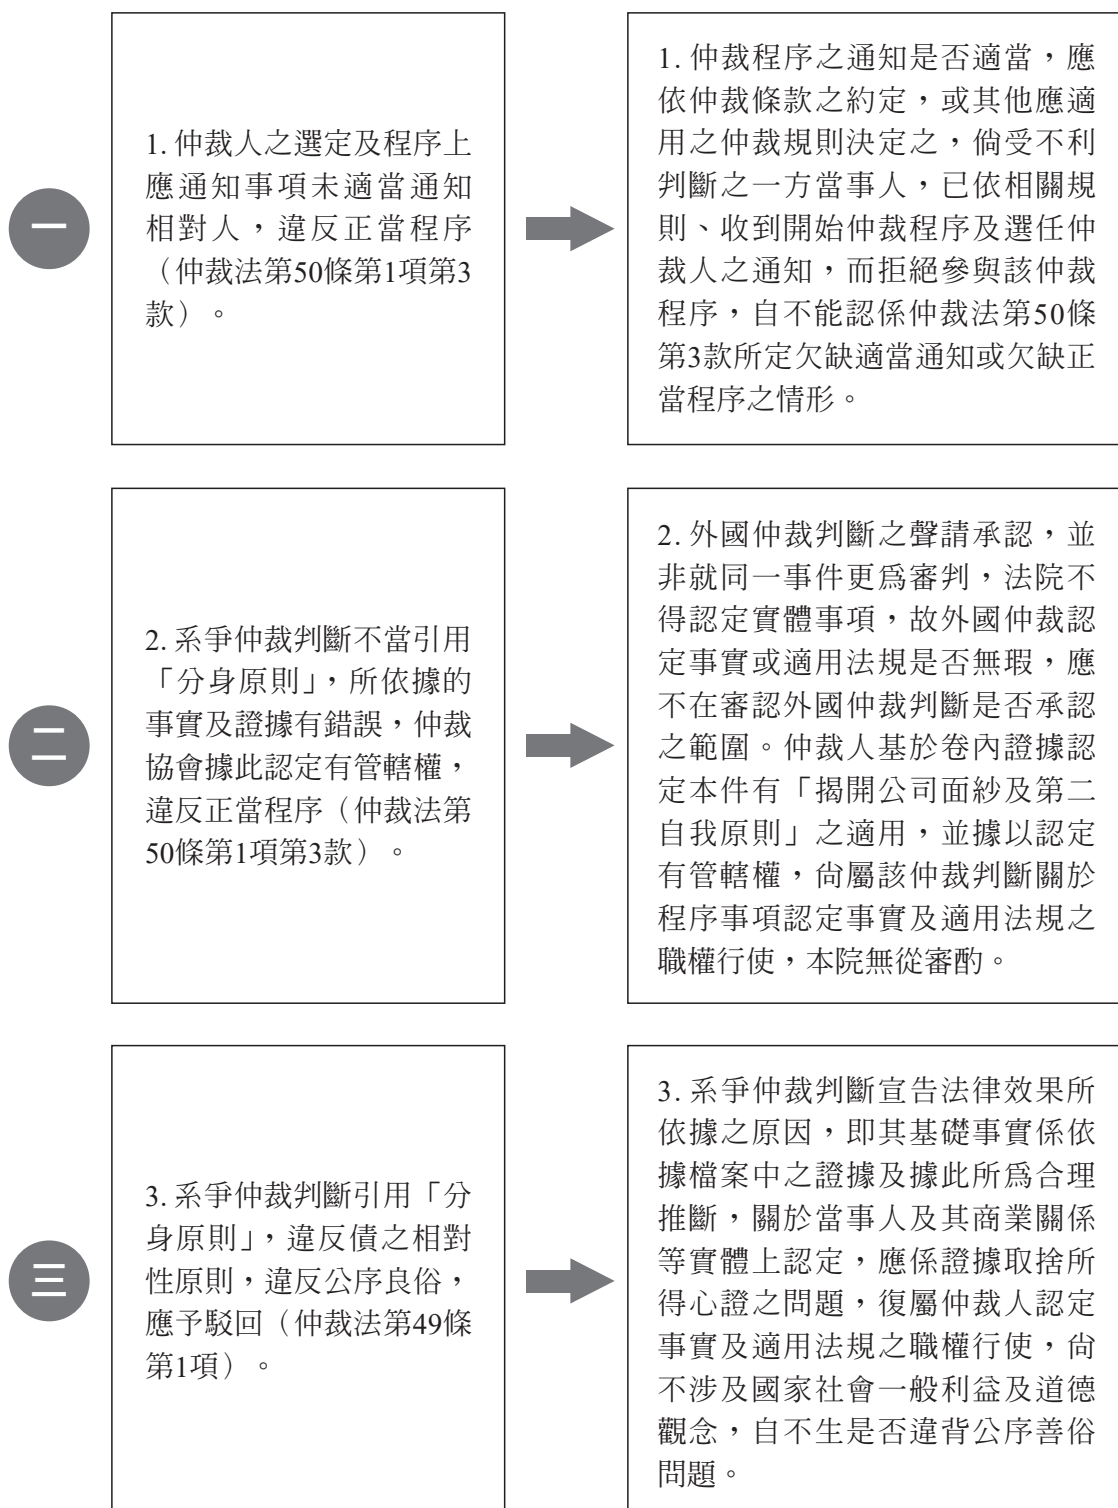 一
1. 仲裁人之選定及程序上
應通知事項未適當通知
相對人，違反正當程序
（仲裁法第50條第1項第3
款）。
1. 仲裁程序之通知是否適當，應
依仲裁條款之約定，或其他應適
用之仲裁規則決定之，倘受不利
判斷之一方當事人，已依相關規
則、收到開始仲裁程序及選任仲
裁人之通知，而拒絕參與該仲裁
程序，自不能認係仲裁法第50條
第3款所定欠缺適當通知或欠缺正
當程序之情形。
二
2. 系爭仲裁判斷不當引用
「分身原則」，所依據的
事實及證據有錯誤，仲裁
協會據此認定有管轄權，
違反正當程序（仲裁法第
50條第1項第3款）。
2. 外國仲裁判斷之聲請承認，並
非就同一事件更爲審判，法院不
得認定實體事項，故外國仲裁認
定事實或適用法規是否無瑕，應
不在審認外國仲裁判斷是否承認
之範圍。仲裁人基於卷內證據認
定本件有「揭開公司面紗及第二
自我原則」之適用，並據以認定
有管轄權，尙屬該仲裁判斷關於
程序事項認定事實及適用法規之
職權行使，本院無從審酌。
三
3. 系爭仲裁判斷引用「分
身原則」，違反債之相對
性原則，違反公序良俗，
應予駁回（仲裁法第49條
第1項）。
3. 系爭仲裁判斷宣告法律效果所
依據之原因，即其基礎事實係依
據檔案中之證據及據此所爲合理
推斷，關於當事人及其商業關係
等實體上認定，應係證據取捨所
得心證之問題，復屬仲裁人認定
事實及適用法規之職權行使，尙
不涉及國家社會一般利益及道德
觀念，自不生是否違背公序善俗
問題。